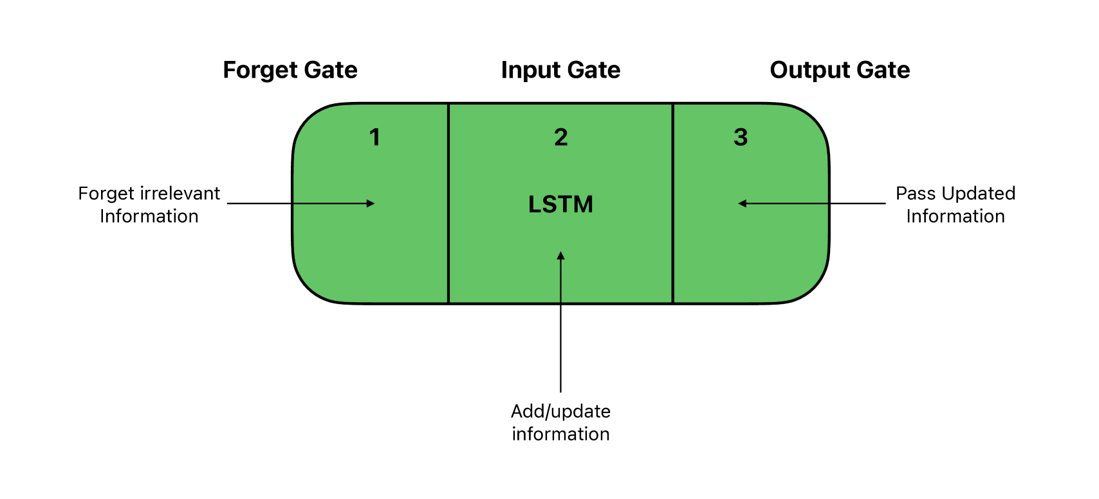 Forget Gate
Input Gate
Output Gate
1
2
3
Forget irrelevant
Information
LSTM
Pass Updated
Information
Add/update
information